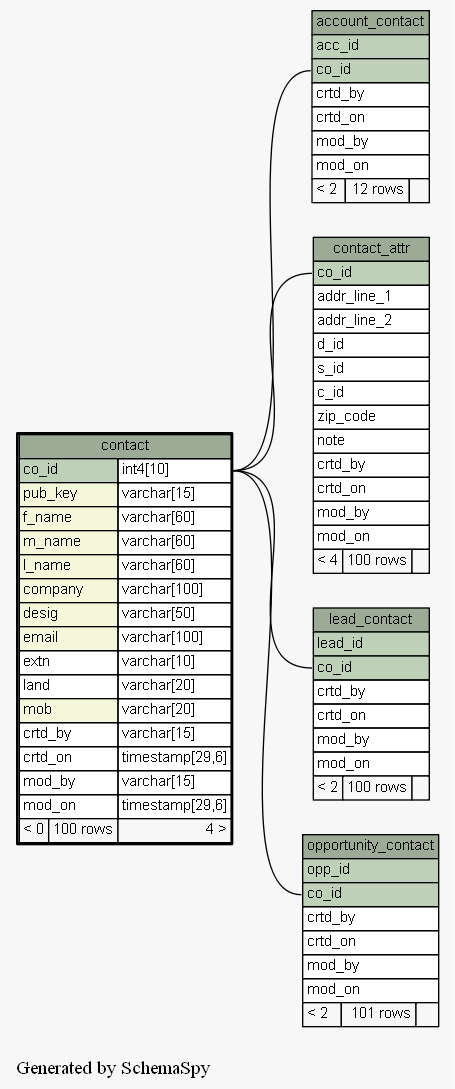 account_contact
acc_id
co_id
crtd_by
crtd_on
mod_by
mod_on
< 2 12 rows
contact_attr
co_id
addr_line_1
addr_line_2
d_id
s_id
c_id
zip_code
note
crtd_by
crtd_on
mod_by
mod_on
< 4 100 rows
contact
co_id int4[10]
pub_key varchar[15]
f_name varchar[60]
m_name varchar[60]
l_name varchar[60]
company varchar[100]
desig varchar[50]
email varchar[100]
extn varchar[10]
land varchar[20]
mob varchar[20]
crtd_by varchar[15]
crtd_on timestamp[29,6]
mod_by varchar[15]
mod_on timestamp[29,6]
< 0 100 rows 4 >
lead_contact
lead_id
co_id
crtd_by
crtd_on
mod_by
mod_on
< 2 100 rows
opportunity_contact
opp_id
co_id
crtd_by
crtd_on
mod_by
mod_on
< 2 101 rows
Generated by SchemaSpy